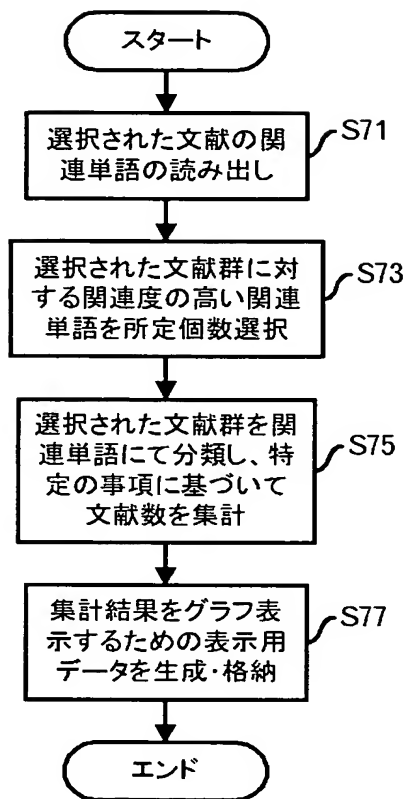 スタート
選択された文献の関
連単語の読み出し
S71
選択された文献群に対
する関連度の高い関連
単語を所定個数選択
S73
選択された文献群を関
連単語にて分類し、特
定の事項に基づいて
文献数を集計
S75
集計結果をグラフ表
示するための表示用
データを生成・格納
S77
エンド